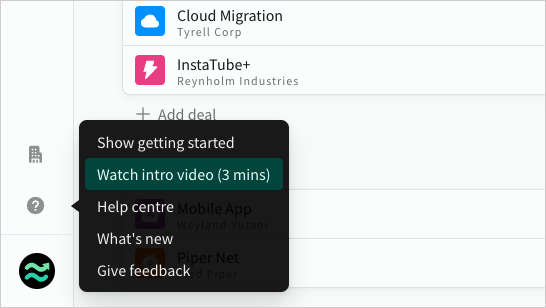 Cloud Migration
Tyrell Corp
InstaTube+
Reynholm Industries
Add deal
Show getting started
Watch intro video (3 mins)
Help centre
What's new
Give feedback
Mobile App
Weyland-Yutani
Piper Net
Pied Piper